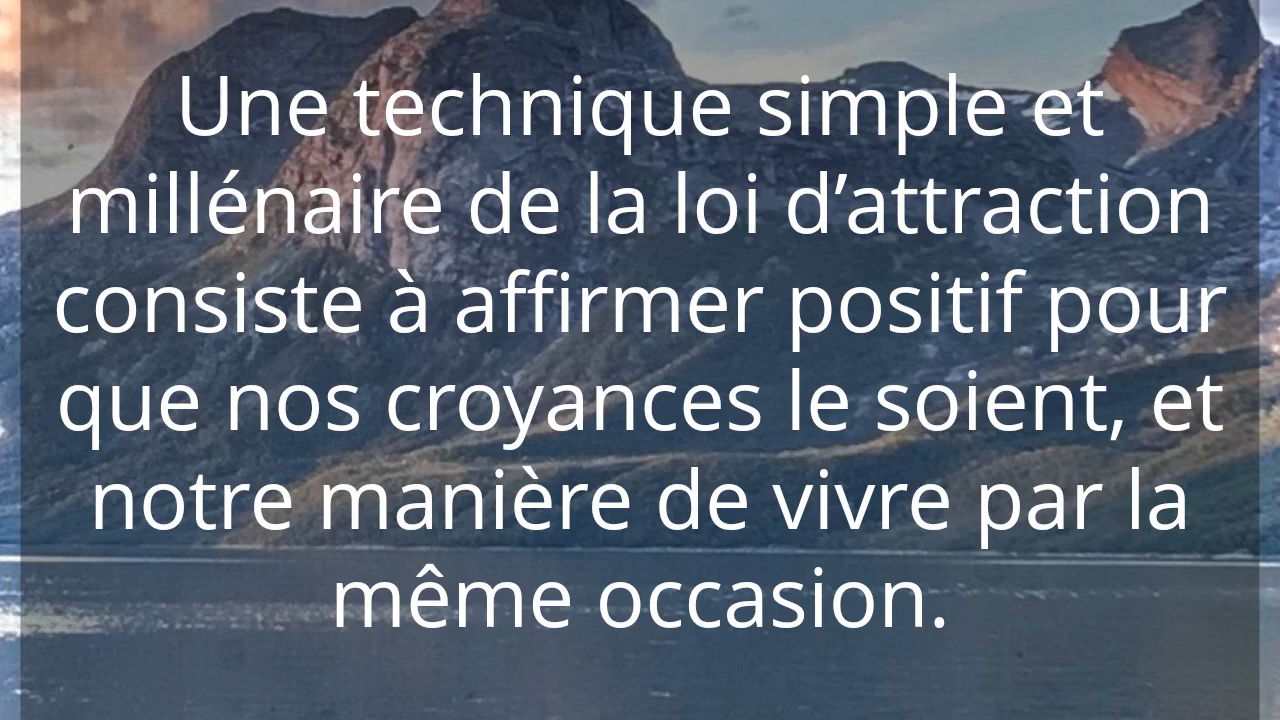 Une technique simple et
millénaire de la loi d’attraction
consiste à affirmer positif pour
que nos croyances le soient, et
notre manière de vivre par la
même occasion.